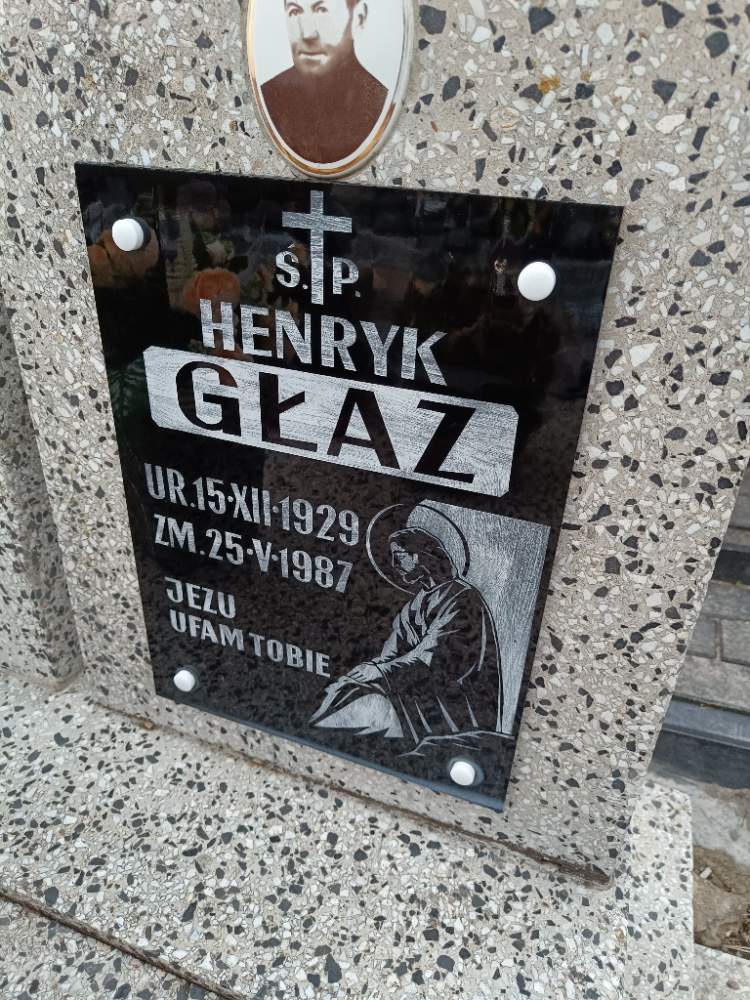 Ś.P.
HENRYK
GŁAZ
UR.15·XII·1929
ZM.25·V·1987
JEZU
UFAM TOBIE